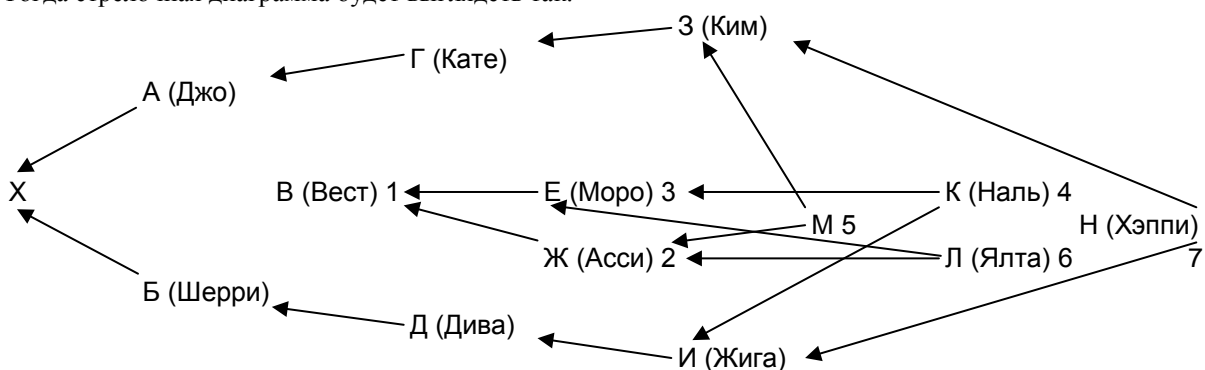 Тогда стрелочная диаграмма будет выглядеть так:
З (Ким)
Г (Кате)
А (Джо)
Х
В (Вест) 1
Е (Моро) 3
К (Наль) 4
М 5
Н (Хэппи)
Ж (Асси) 2
Л (Ялта) 6
7
Б (Шерри)
Д (Дива)
И (Жига)